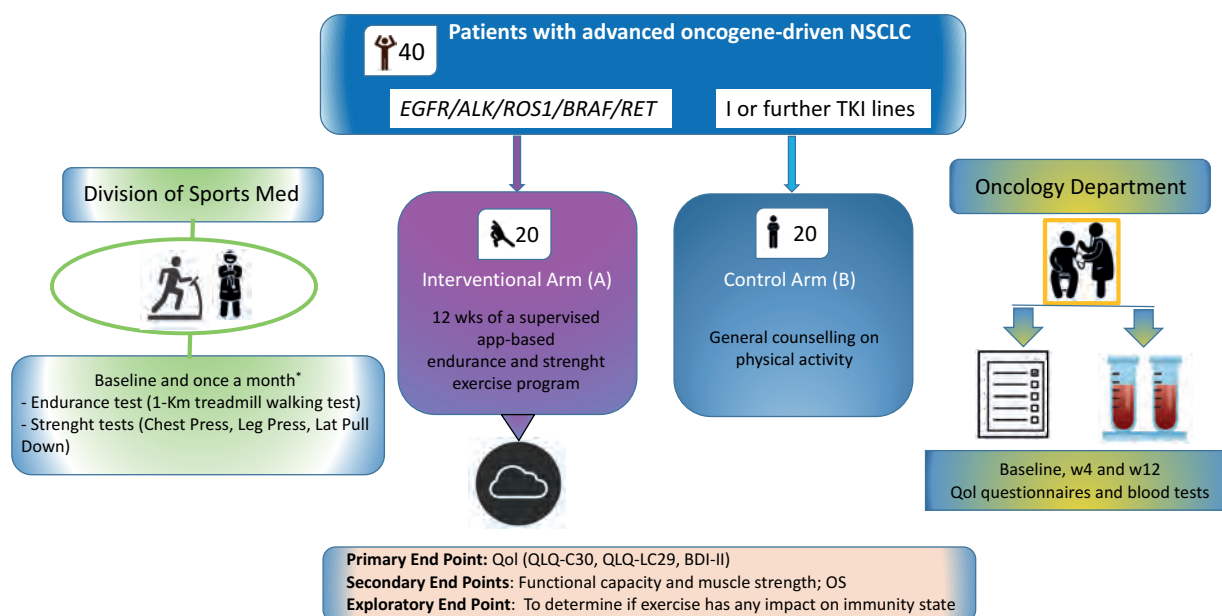 Patients with advanced oncogene-driven NSCLC
40
EGFR/ALK/ROS1/BRAF/RET
I or further TKI lines
Division of Sports Med
Baseline and once a month*
- Endurance test (1-Km treadmill walking test)
- Strenght tests (Chest Press, Leg Press, Lat Pull
Down)
20
Interventional Arm (A)
12 wks of a supervised
app-based
endurance and strenght
exercise program
20
Control Arm (B)
General counselling on
physical activity
Oncology Department
Baseline, w4 and w12
Qol questionnaires and blood tests
Primary End Point: Qol (QLQ-C30, QLQ-LC29, BDI-II)
Secondary End Points: Functional capacity and muscle strength; OS
Exploratory End Point: To determine if exercise has any impact on immunity state